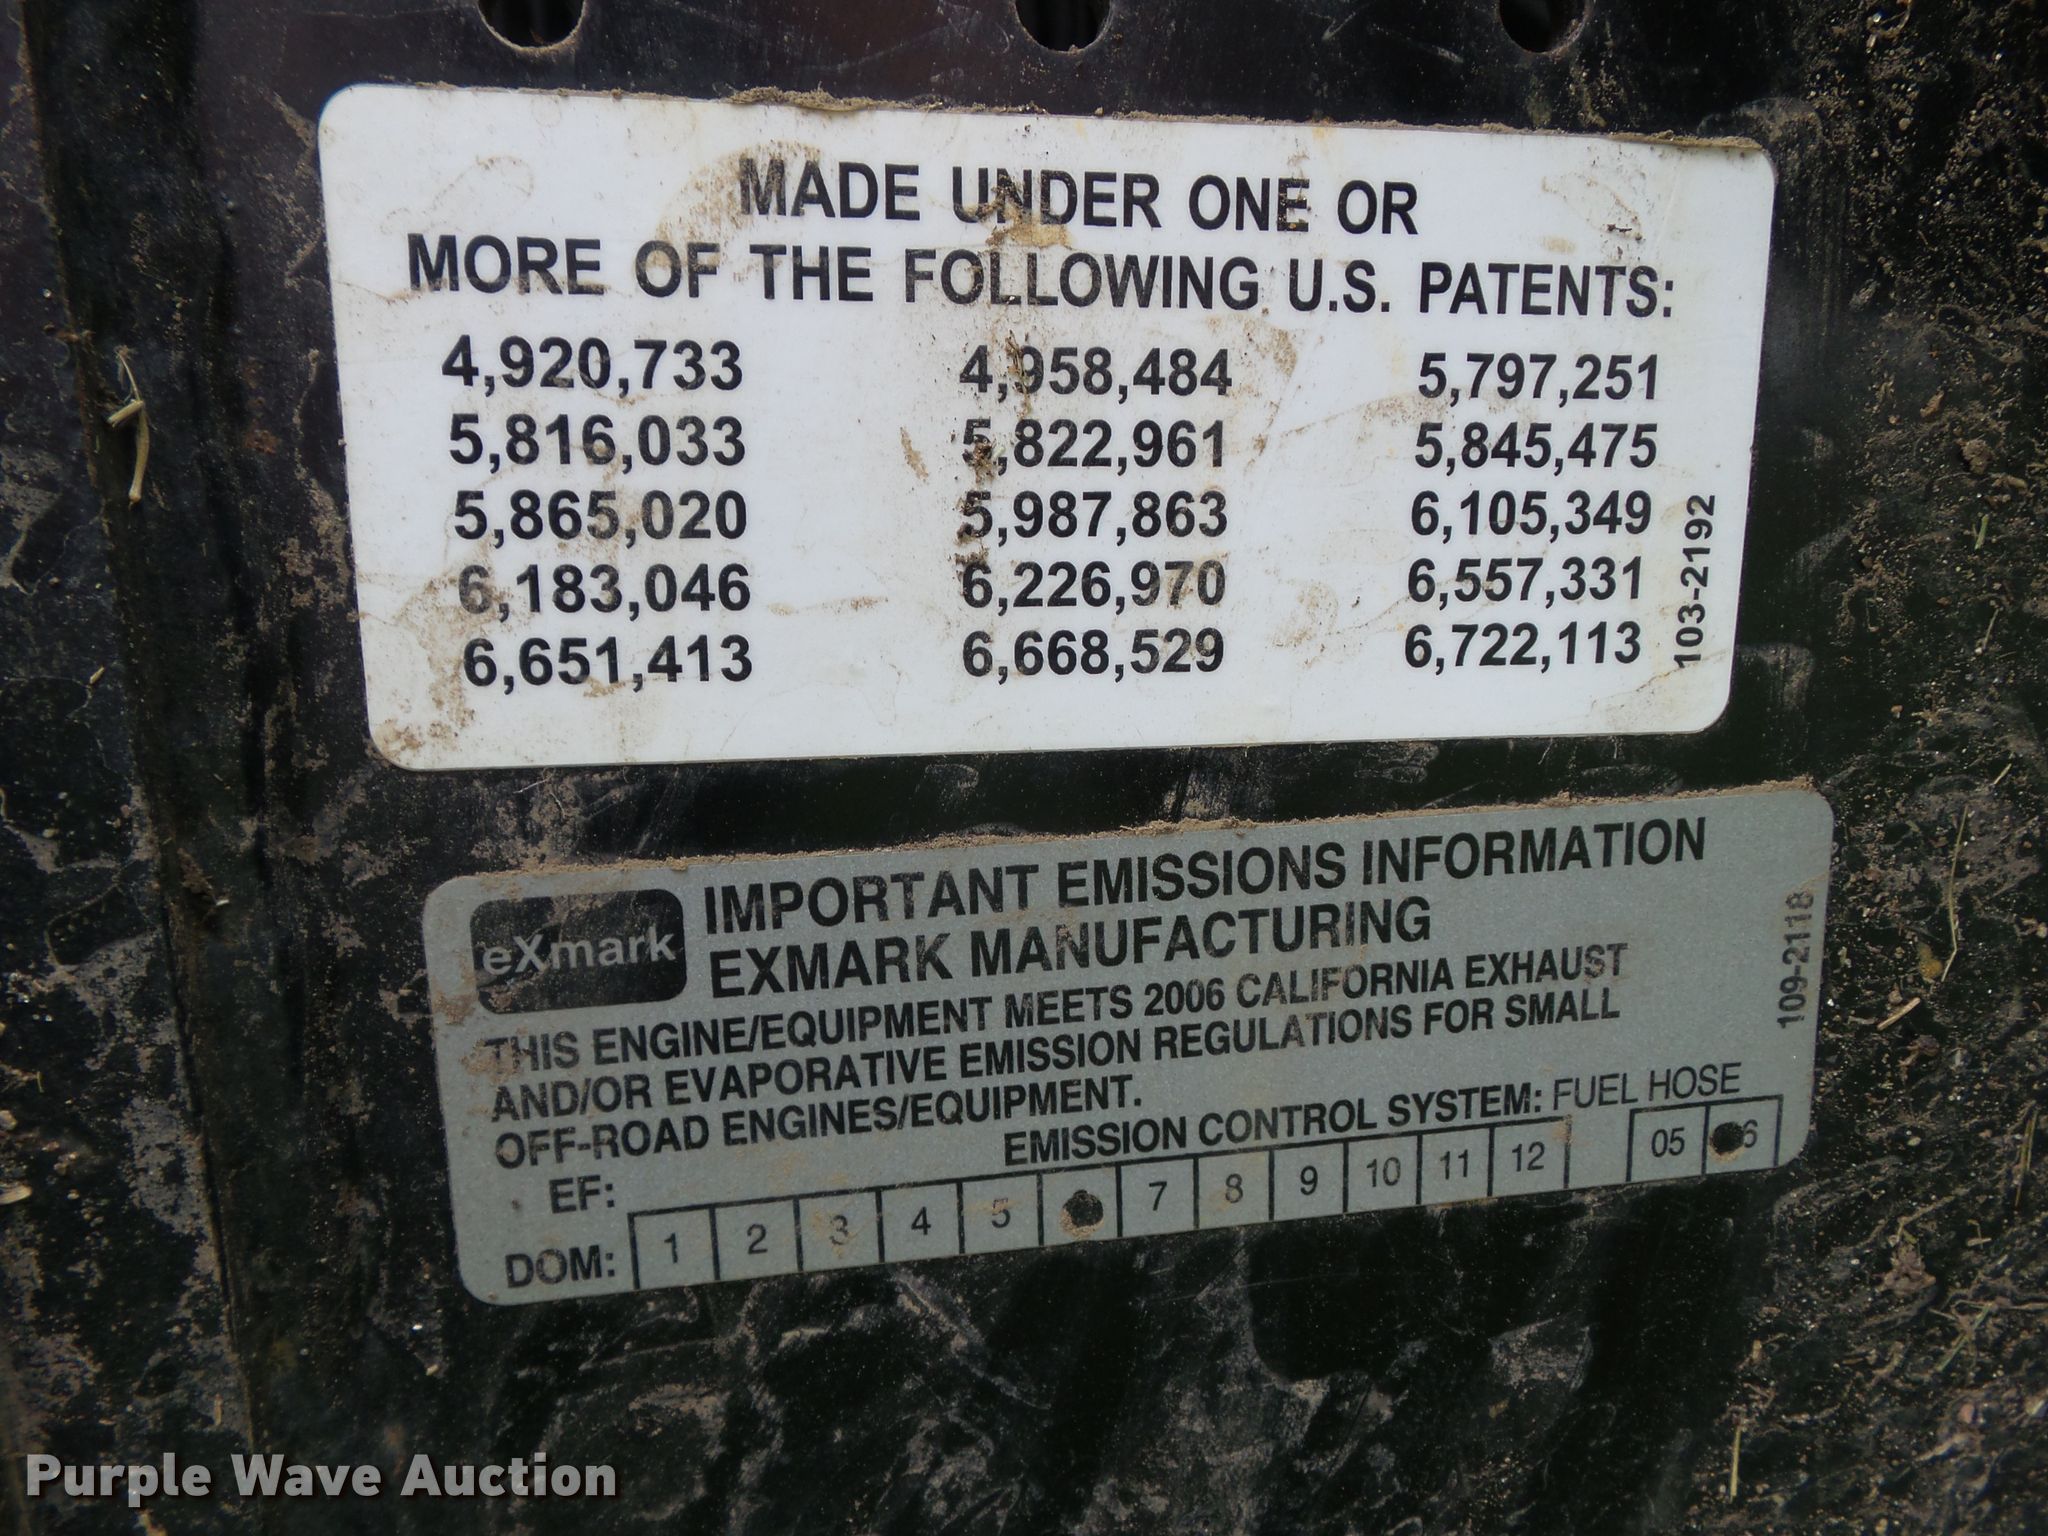 MADE UNDER ONE OR
MORE OF THE FOLLOWING U.S. PATENTS:
4,920,733 4,958,484 5,797,251
5,816,033 5,822,961 5,845,475
5,865,020 5,987,863 6,105,349
6,183,046 6,226,970 6,557,331
6,651,413 6,668,529 6,722,113
103-2192
eXmark
IMPORTANT EMISSIONS INFORMATION
EXMARK MANUFACTURING
THIS ENGINE/EQUIPMENT MEETS 2006 CALIFORNIA EXHAUST
AND/OR EVAPORATIVE EMISSION REGULATIONS FOR SMALL
OFF-ROAD ENGINES/EQUIPMENT.
EMISSION CONTROL SYSTEM: FUEL HOSE
EF:
DOM: 1 2 3 4 5 7 8 9 10 11 12 05 6
109-2118
Purple Wave Auction